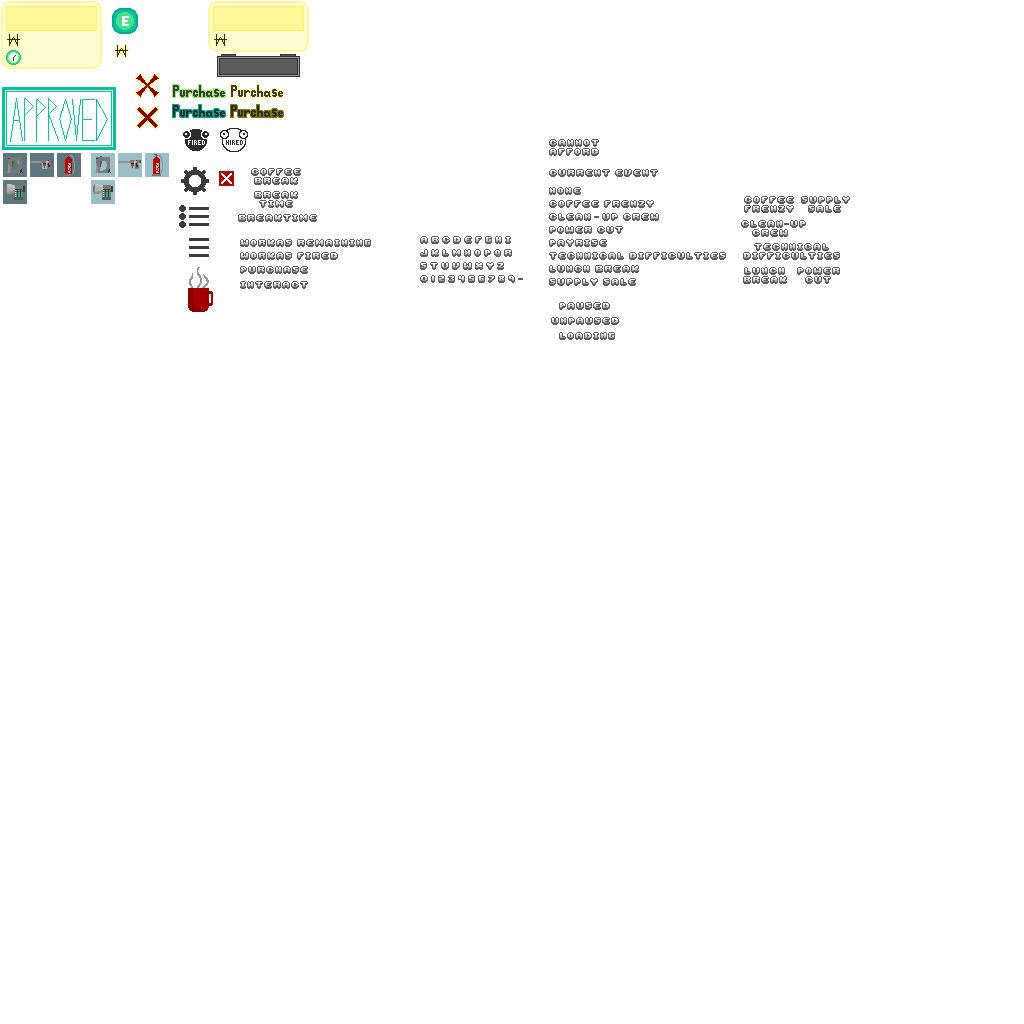 E
₩
₩
₩
APPROVED
Purchase Purchase
Purchase Purchase
FIRED HIRED
COFFEE
BREAK
BREAK
TIME
BREAKTIME
WORKAS REMAINING
WORKAS FIRED
PURCHASE
INTERACT
ABCDEFGHI
JKLMNOPQR
STUVWXYZ
0123456789-
CANNOT
AFFORD
CURRENT EVENT
NONE
COFFEE FRENZY
CLEAN-UP CREW
POWER OUT
PAYRISE
TECHNICAL DIFFICULTIES
LUNCH BREAK
SUPPLY SALE
PAUSED
UNPAUSED
LOADING
COFFEE SUPPLY
FRENZY SALE
CLEAN-UP
CREW
TECHNICAL
DIFFICULTIES
LUNCH POWER
BREAK OUT